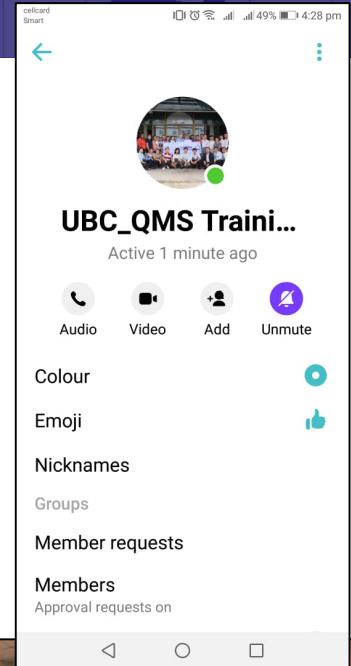 cellcard
Smart
49% 4:28 pm
UBC_QMS Traini...
Active 1 minute ago
Audio Video Add Unmute
Colour
Emoji
Nicknames
Groups
Member requests
Members
Approval requests on